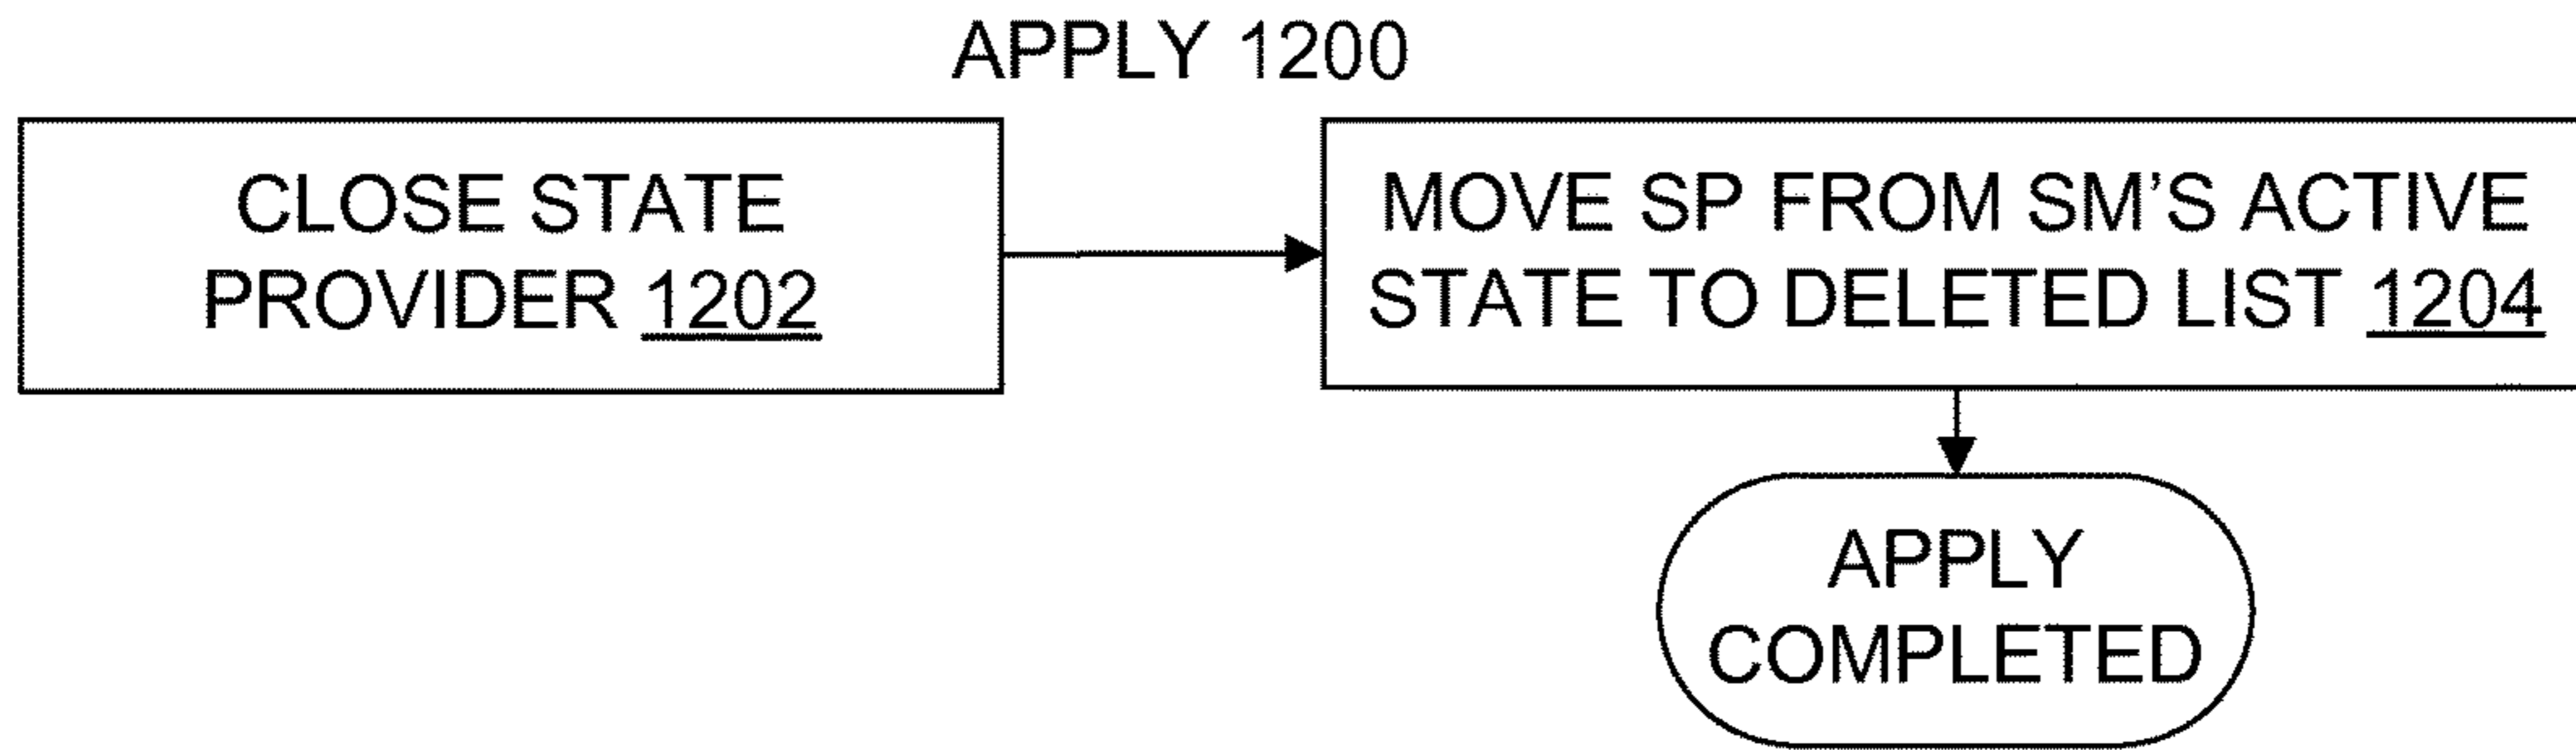 APPLY 1200
CLOSE STATE
PROVIDER 1202
MOVE SP FROM SM’S ACTIVE
STATE TO DELETED LIST 1204
APPLY
COMPLETED